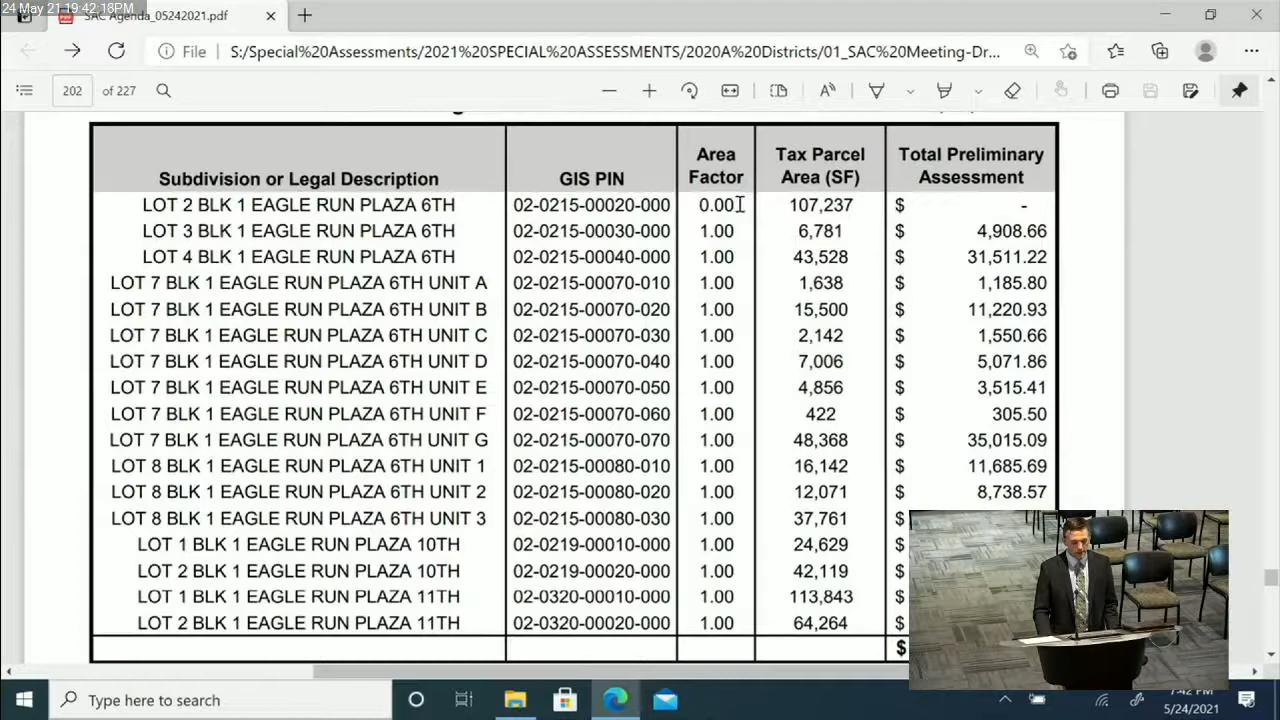 24 May 21 19:42:18PM
SAC Agenda_05242021.pdf
File S:/Special%20Assessments/2021%20SPECIAL%20ASSESSMENTS/2020A%20Districts/01_SAC%20Meeting-Dr...
202 of 227
Subdivision or Legal Description GIS PIN Area Factor Tax Parcel Area (SF) Total Preliminary Assessment
LOT 2 BLK 1 EAGLE RUN PLAZA 6TH 02-0215-00020-000 0.00 107,237 $ -
LOT 3 BLK 1 EAGLE RUN PLAZA 6TH 02-0215-00030-000 1.00 6,781 $ 4,908.66
LOT 4 BLK 1 EAGLE RUN PLAZA 6TH 02-0215-00040-000 1.00 43,528 $ 31,511.22
LOT 7 BLK 1 EAGLE RUN PLAZA 6TH UNIT A 02-0215-00070-010 1.00 1,638 $ 1,185.80
LOT 7 BLK 1 EAGLE RUN PLAZA 6TH UNIT B 02-0215-00070-020 1.00 15,500 $ 11,220.93
LOT 7 BLK 1 EAGLE RUN PLAZA 6TH UNIT C 02-0215-00070-030 1.00 2,142 $ 1,550.66
LOT 7 BLK 1 EAGLE RUN PLAZA 6TH UNIT D 02-0215-00070-040 1.00 7,006 $ 5,071.86
LOT 7 BLK 1 EAGLE RUN PLAZA 6TH UNIT E 02-0215-00070-050 1.00 4,856 $ 3,515.41
LOT 7 BLK 1 EAGLE RUN PLAZA 6TH UNIT F 02-0215-00070-060 1.00 422 $ 305.50
LOT 7 BLK 1 EAGLE RUN PLAZA 6TH UNIT G 02-0215-00070-070 1.00 48,368 $ 35,015.09
LOT 8 BLK 1 EAGLE RUN PLAZA 6TH UNIT 1 02-0215-00080-010 1.00 16,142 $ 11,685.69
LOT 8 BLK 1 EAGLE RUN PLAZA 6TH UNIT 2 02-0215-00080-020 1.00 12,071 $ 8,738.57
LOT 8 BLK 1 EAGLE RUN PLAZA 6TH UNIT 3 02-0215-00080-030 1.00 37,761 $
LOT 1 BLK 1 EAGLE RUN PLAZA 10TH 02-0219-00010-000 1.00 24,629 $
LOT 2 BLK 1 EAGLE RUN PLAZA 10TH 02-0219-00020-000 1.00 42,119 $
LOT 1 BLK 1 EAGLE RUN PLAZA 11TH 02-0320-00010-000 1.00 113,843 $
LOT 2 BLK 1 EAGLE RUN PLAZA 11TH 02-0320-00020-000 1.00 64,264 $
$
Type here to search
7:42 PM
5/24/2021